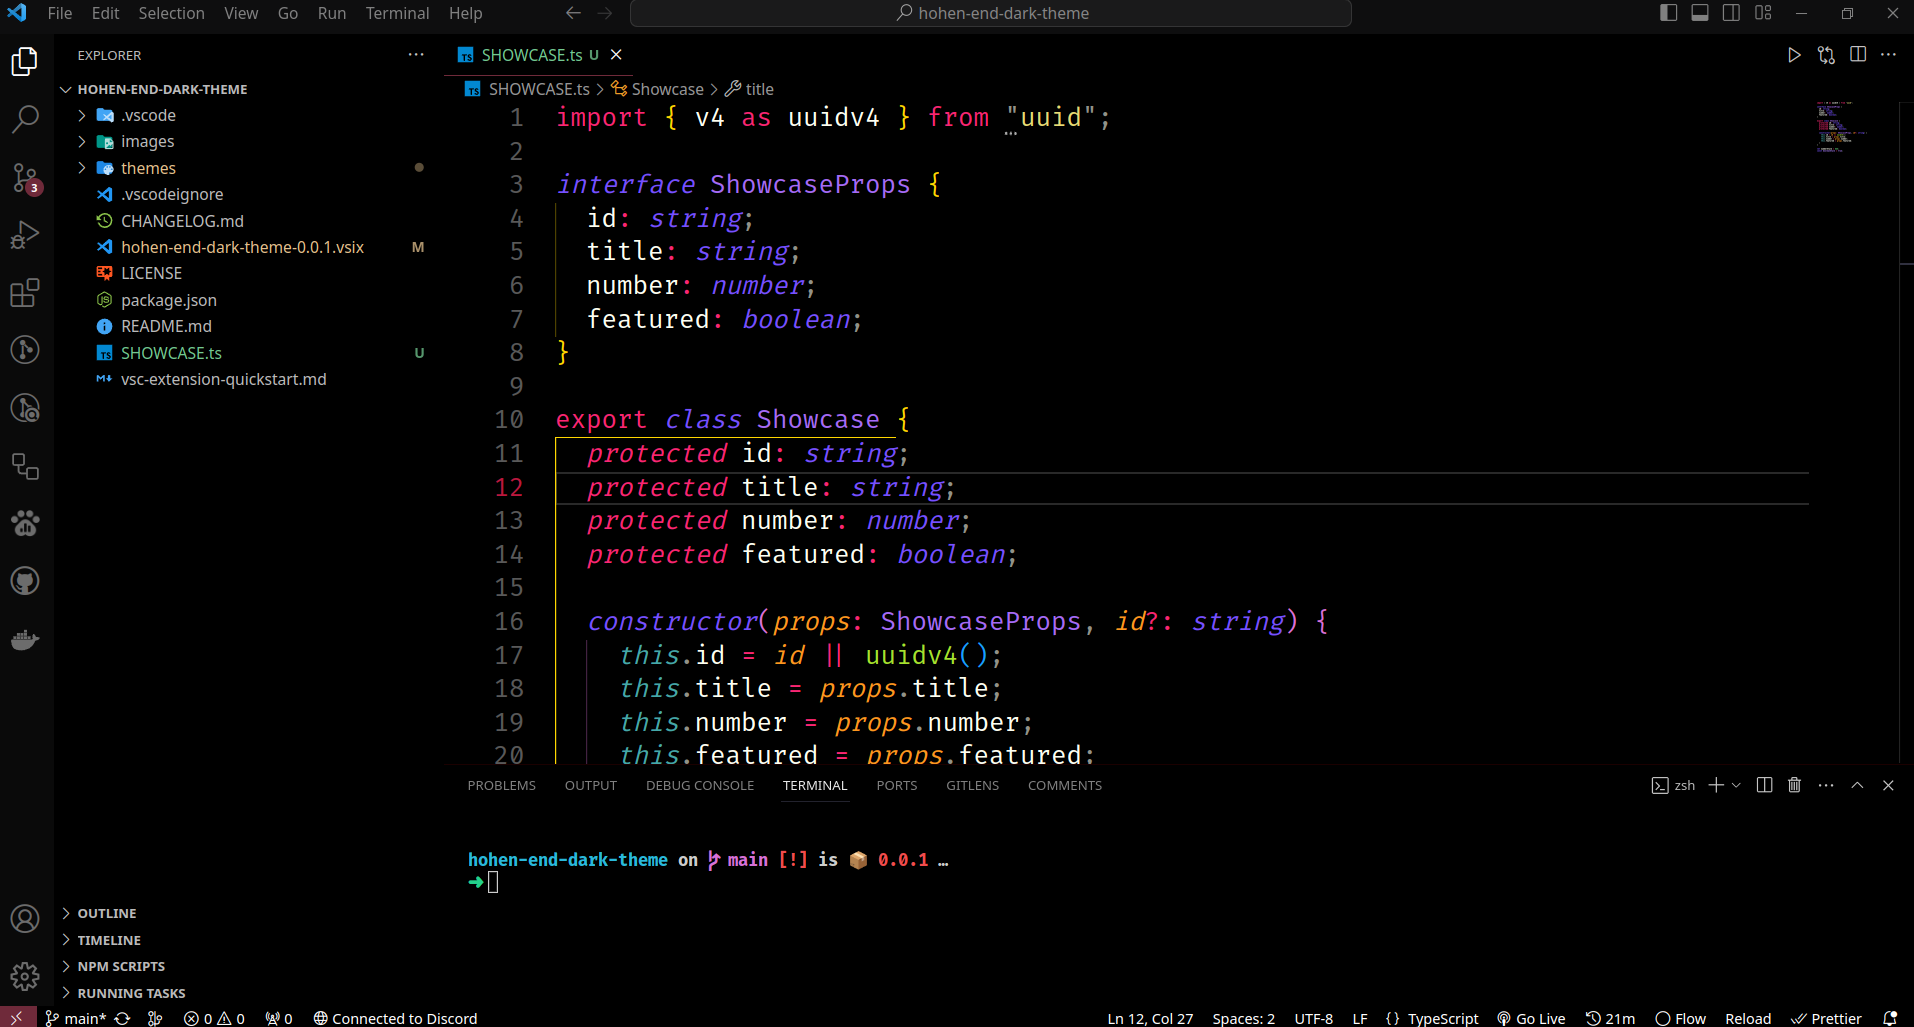 File Edit Selection View Go Run Terminal Help
hohen-end-dark-theme
EXPLORER
HOHEN-END-DARK-THEME
.vscode
images
themes
.vscodeignore
CHANGELOG.md
hohen-end-dark-theme-0.0.1.vsix M
LICENSE
package.json
README.md
SHOWCASE.ts U
vsc-extension-quickstart.md
3
OUTLINE
TIMELINE
NPM SCRIPTS
RUNNING TASKS
TS SHOWCASE.ts U
TS SHOWCASE.ts > Showcase > title
1 import { v4 as uuidv4 } from "uuid";
2
3 interface ShowcaseProps {
4 id: string;
5 title: string;
6 number: number;
7 featured: boolean;
8 }
9
10 export class Showcase {
11 protected id: string;
12 protected title: string;
13 protected number: number;
14 protected featured: boolean;
15
16 constructor(props: ShowcaseProps, id?: string) {
17 this.id = id || uuidv4();
18 this.title = props.title;
19 this.number = props.number;
20 this.featured = props.featured;
PROBLEMS OUTPUT DEBUG CONSOLE TERMINAL PORTS GITLENS COMMENTS
zsh
hohen-end-dark-theme on main [!] is 📦 0.0.1 …
➜
main* 0 0 0 Connected to Discord
Ln 12, Col 27 Spaces: 2 UTF-8 LF {} TypeScript Go Live 21m Flow Reload Prettier